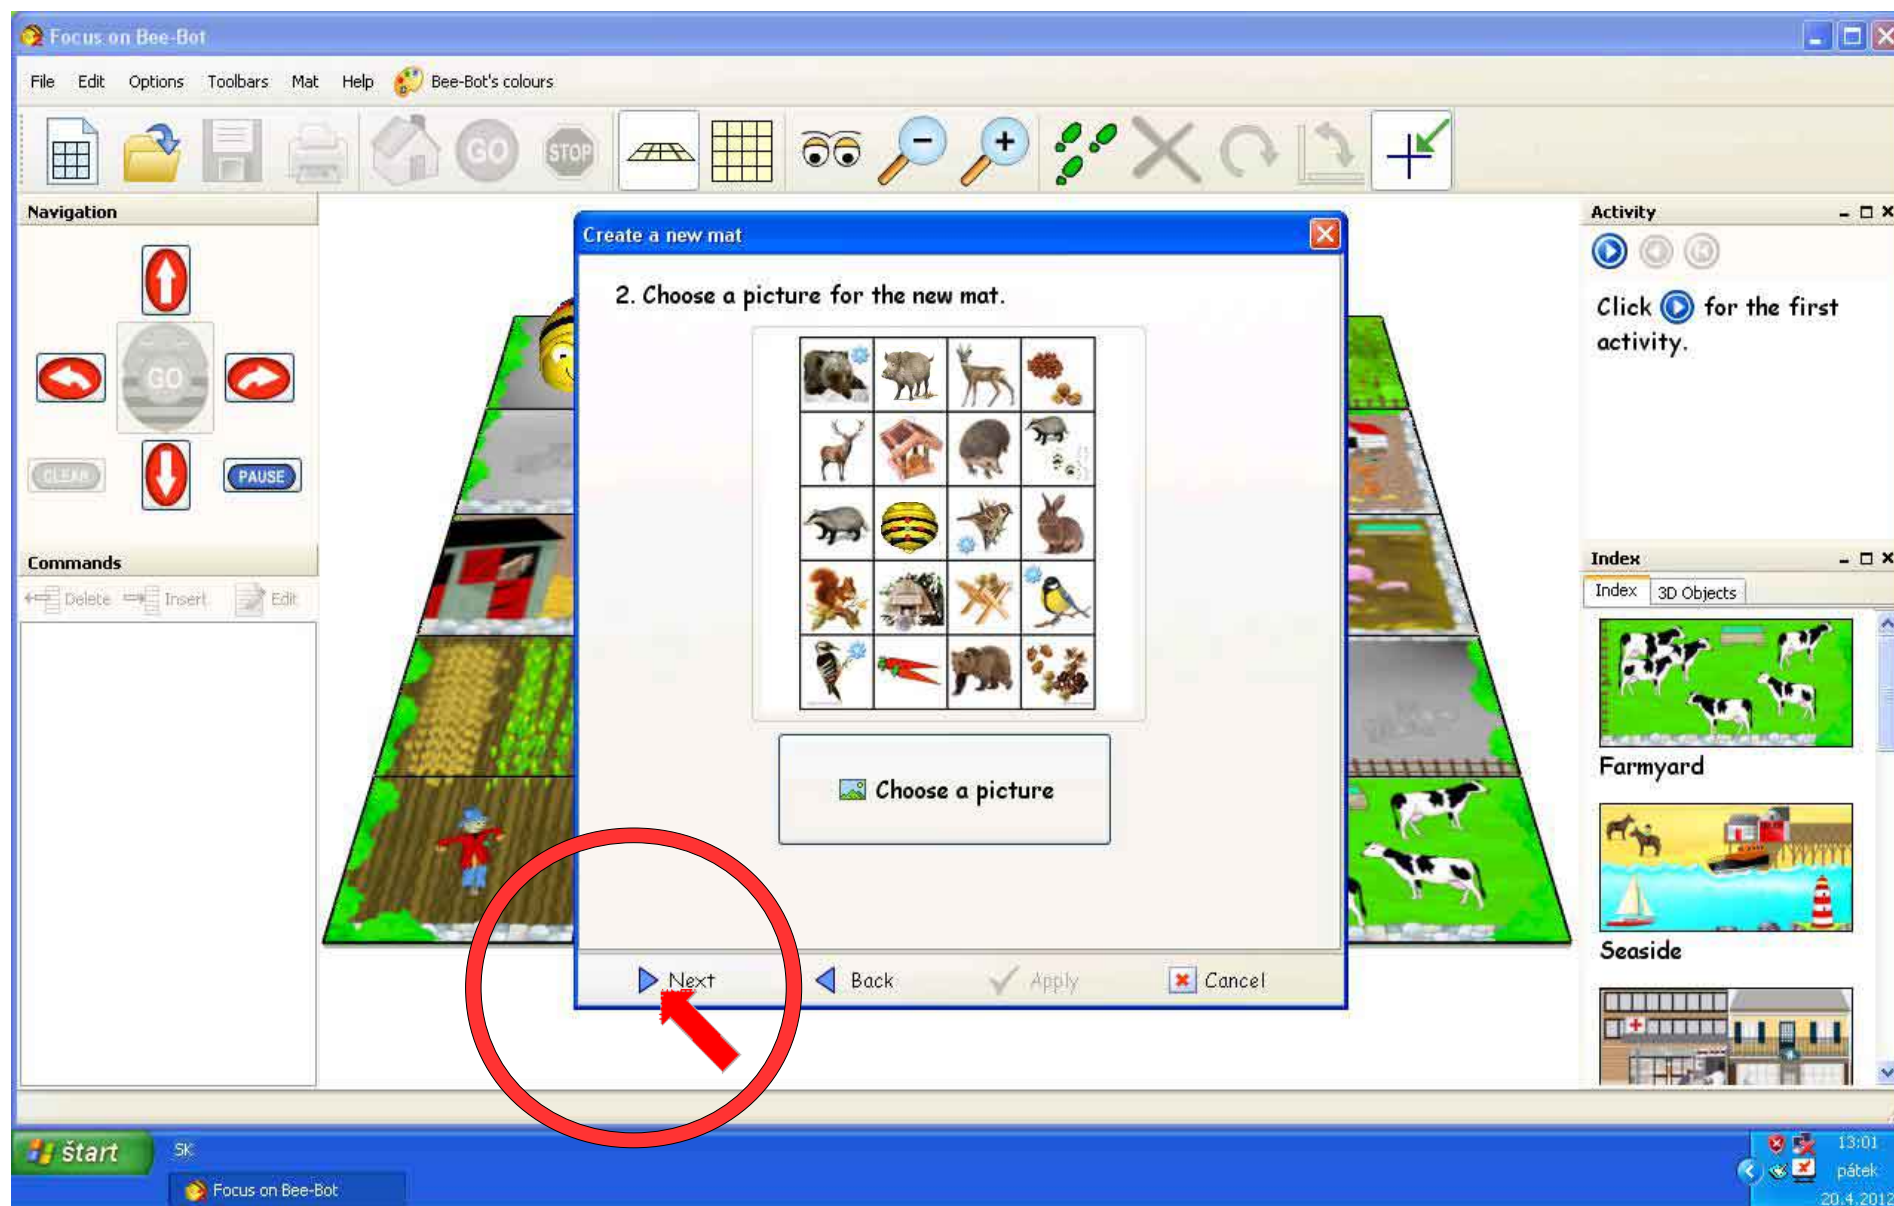 Focus on Bee-Bot
File Edit Options Toolbars Mat Help Bee-Bot's colours
GO STOP
Navigation
GO
CLEAR PAUSE
Commands
Delete Insert Edit
Create a new mat
2. Choose a picture for the new mat.
Choose a picture
Next Back Apply Cancel
Activity
Click for the first
activity.
Index
Index 3D Objects
Farmyard
Seaside
štart SK 13:01
Focus on Bee-Bot pátek
20.4.2012